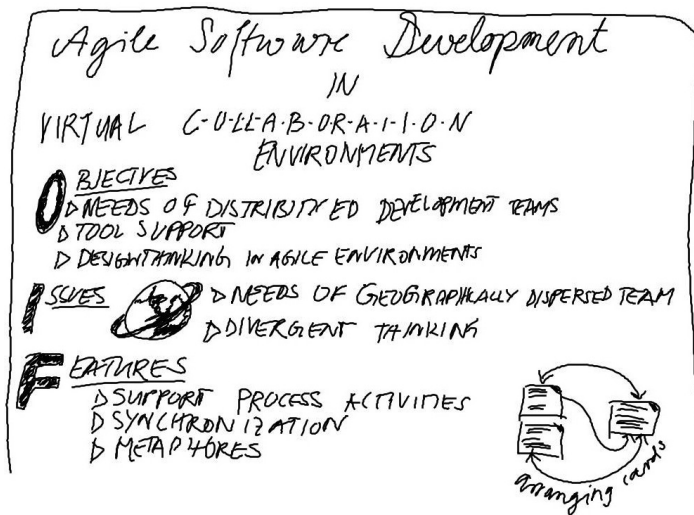 Agile Software Development
IN
VIRTUAL C-O-LL-A-B-OR-A-T-I-O-N
ENVIRONMENTS
OBJECTIVES
▷ NEEDS OF DISTRIBUTED DEVELOPMENT TEAMS
▷ TOOL SUPPORT
▷ DESIGNTHINKING IN AGILE ENVIRONMENTS
ISSUES
▷ NEEDS OF GEOGRAPHICALLY DISPERSED TEAM
▷ DIVERGENT THINKING
FEATURES
▷ SUPPORT PROCESS ACTIVITIES
▷ SYNCHRONIZATION
▷ METAPHORES
arranging cards